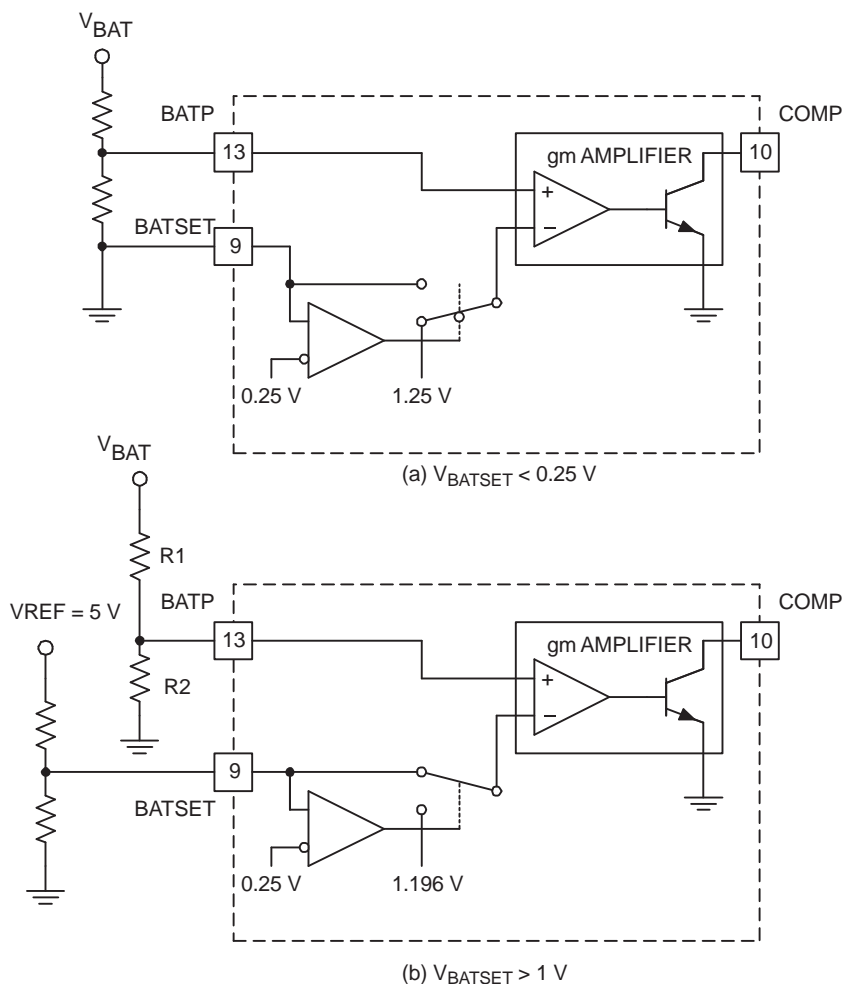 VBAT
BATP
COMP
13
gm AMPLIFIER
10
+
−
BATSET
9
0.25 V
1.25 V
(a) VBATSET < 0.25 V
VBAT
R1
BATP
COMP
VREF = 5 V
13
gm AMPLIFIER
10
+
−
R2
9
BATSET
0.25 V
1.196 V
(b) VBATSET > 1 V